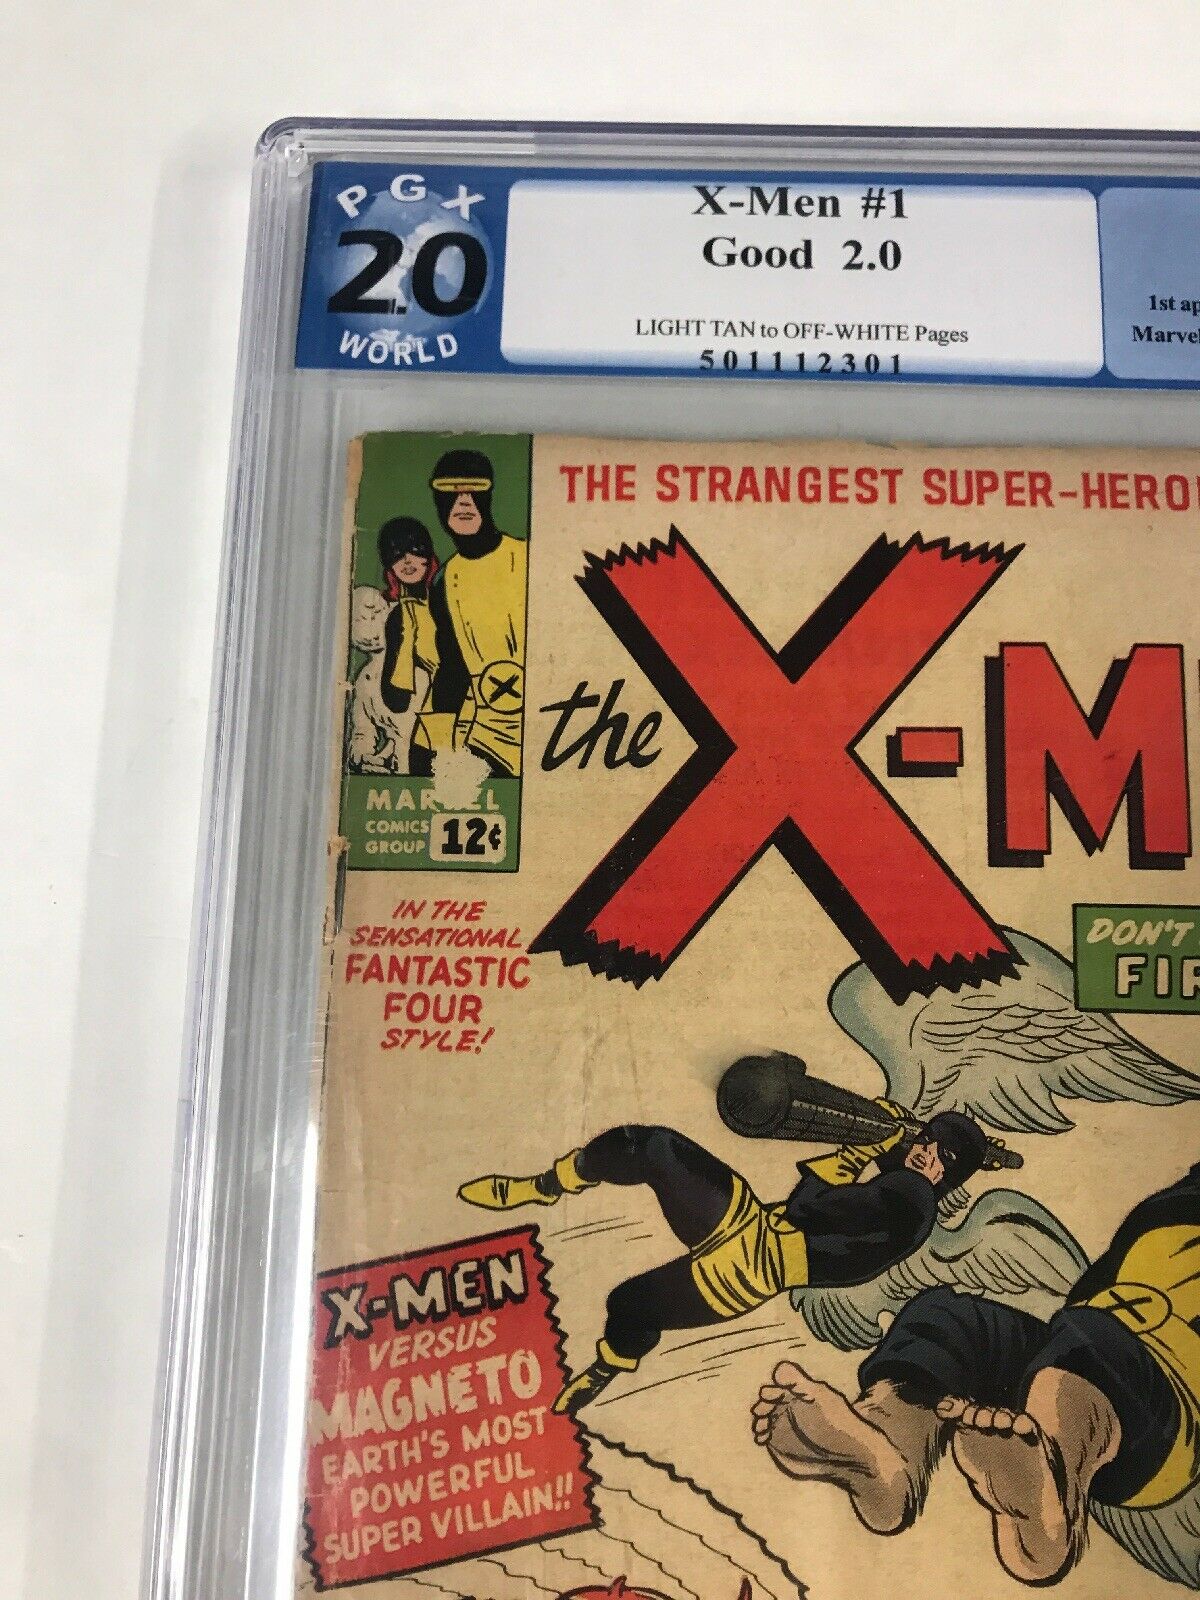 PGX
2.0
WORLD
X-Men #1
Good 2.0
LIGHT TAN to OFF-WHITE Pages
501112301
1st ap
Marvel
THE STRANGEST SUPER-HERO
the X-M
MARVEL
COMICS
GROUP
12¢
IN THE
SENSATIONAL
FANTASTIC
FOUR
STYLE!
DON'T
FIR
X-MEN
VERSUS
MAGNETO
EARTH'S MOST
POWERFUL
SUPER VILLAIN!!